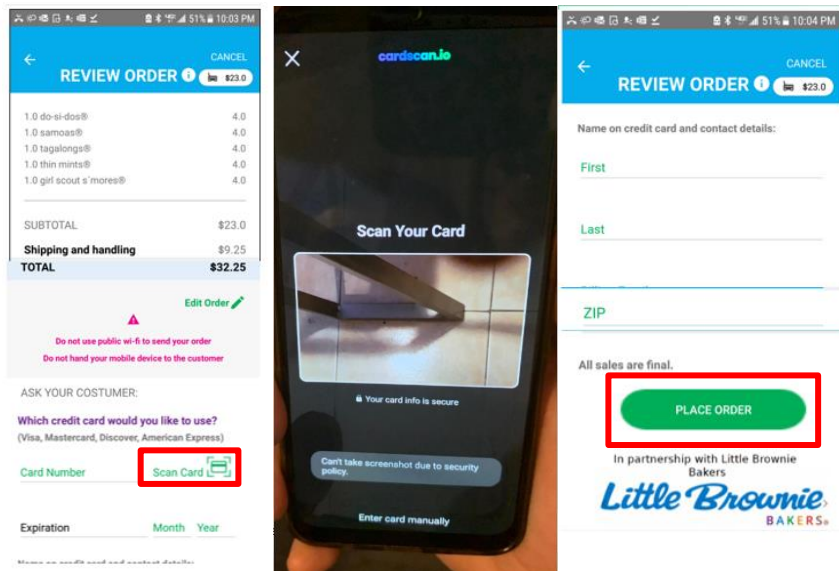 51% 10:03 PM
CANCEL
REVIEW ORDER i $23.0
1.0 do-si-dos® 4.0
1.0 samoas® 4.0
1.0 tagalongs® 4.0
1.0 thin mints® 4.0
1.0 girl scout s'mores® 4.0
SUBTOTAL $23.0
Shipping and handling $9.25
TOTAL $32.25
Edit Order
Do not use public wi-fi to send your order
Do not hand your mobile device to the customer
ASK YOUR COSTUMER:
Which credit card would you like to use?
(Visa, Mastercard, Discover, American Express)
Card Number Scan Card
Expiration Month Year
Name on credit card and contact details:
cardscan.io
Scan Your Card
Your card info is secure
Can't take screenshot due to security
policy.
Enter card manually
51% 10:04 PM
CANCEL
REVIEW ORDER i $23.0
Name on credit card and contact details:
First
Last
ZIP
All sales are final.
PLACE ORDER
In partnership with Little Brownie
Bakers
Little Brownie
BAKERS®